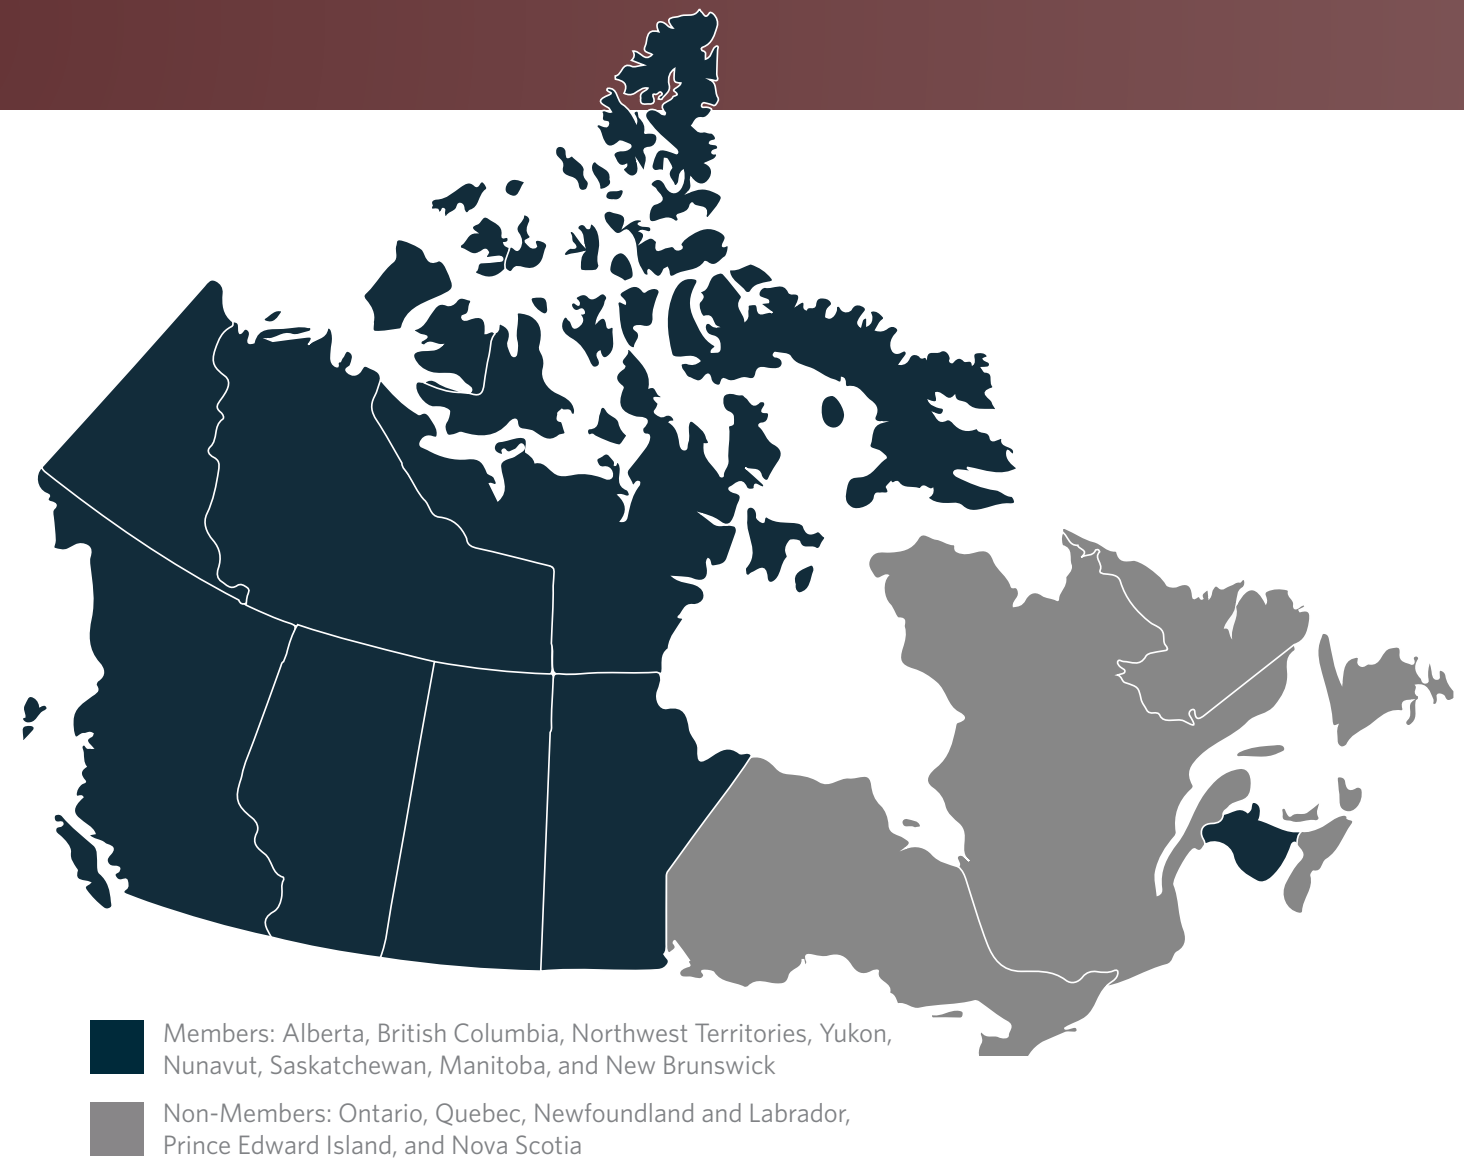 Members: Alberta, British Columbia, Northwest Territories, Yukon,
Nunavut, Saskatchewan, Manitoba, and New Brunswick
Non-Members: Ontario, Quebec, Newfoundland and Labrador,
Prince Edward Island, and Nova Scotia